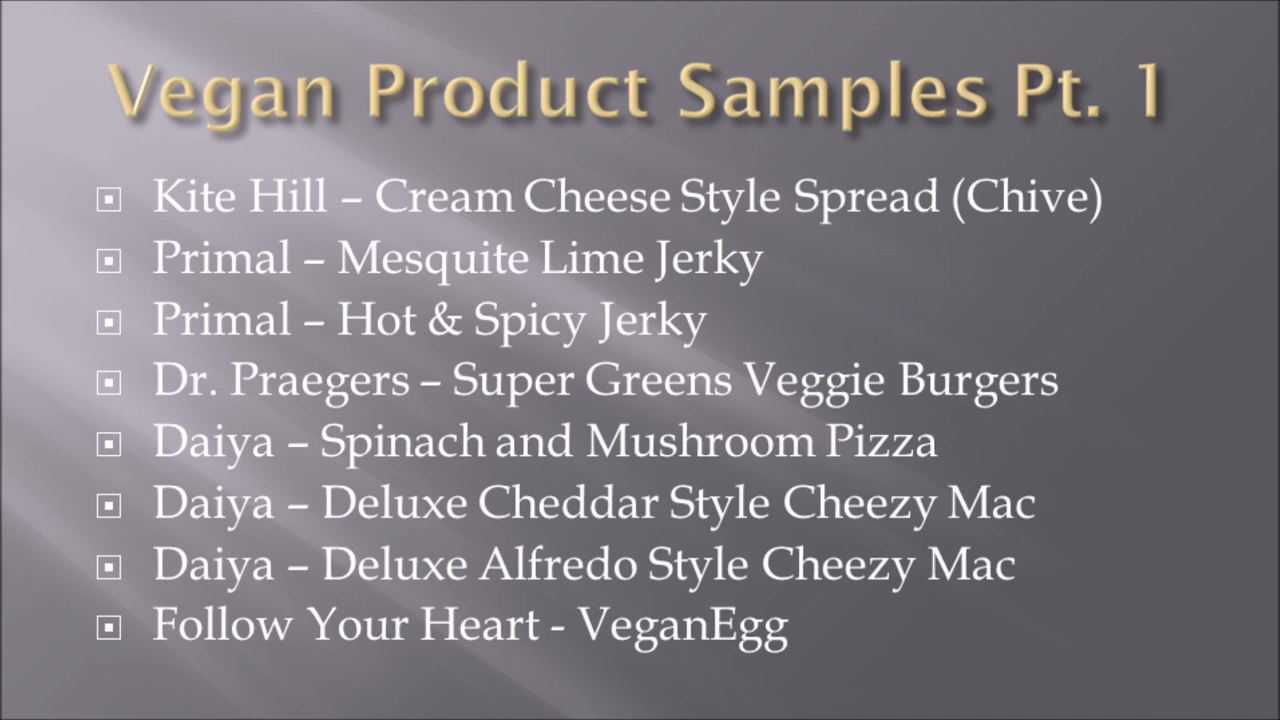 Vegan Product Samples Pt. 1
Kite Hill – Cream Cheese Style Spread (Chive)
Primal – Mesquite Lime Jerky
Primal – Hot & Spicy Jerky
Dr. Praegers – Super Greens Veggie Burgers
Daiya – Spinach and Mushroom Pizza
Daiya – Deluxe Cheddar Style Cheezy Mac
Daiya – Deluxe Alfredo Style Cheezy Mac
Follow Your Heart - VeganEgg